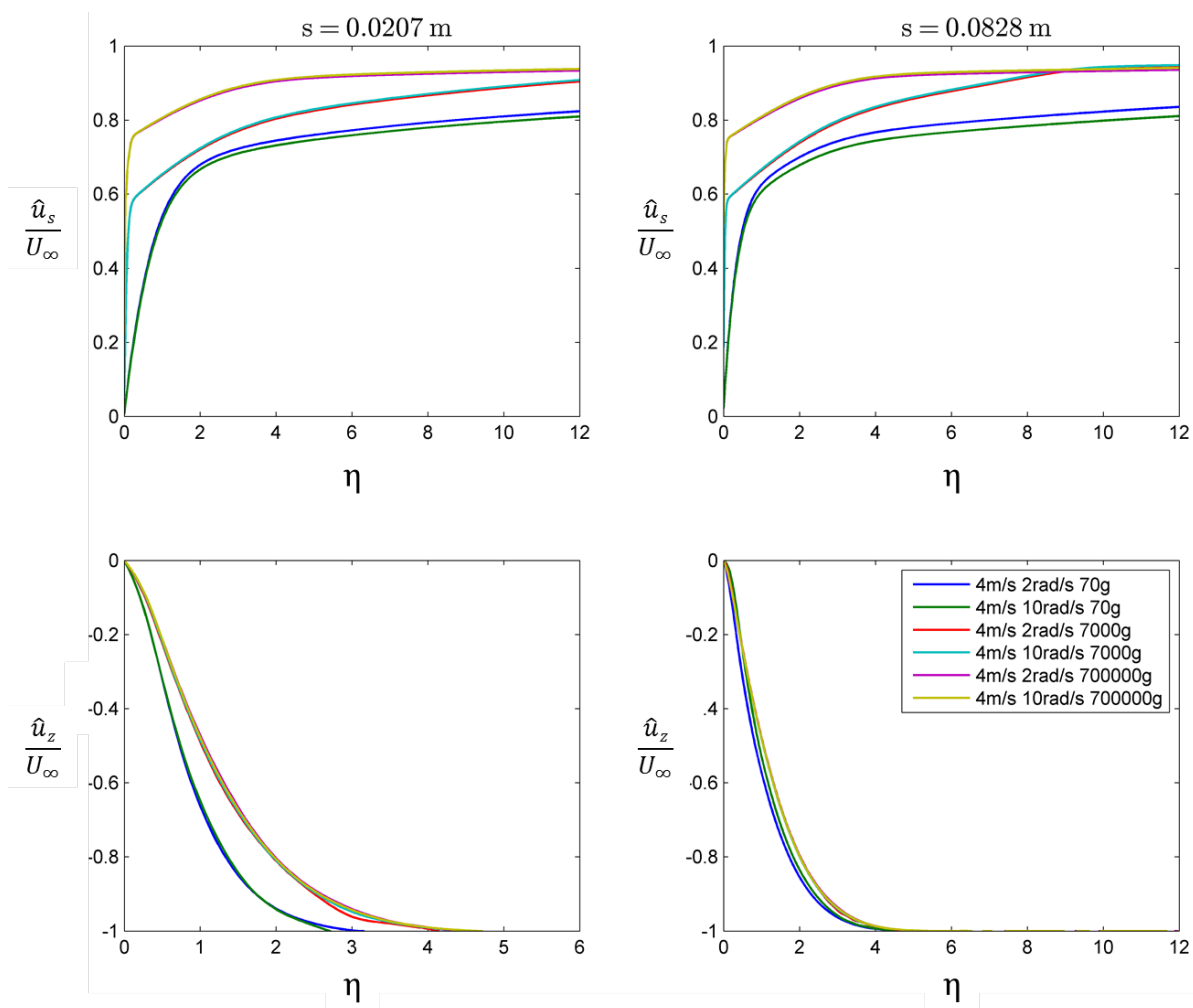 s = 0.0207 m
1
0.8
0.6
0.4
0.2
0
û_s
U_∞
0 2 4 6 8 10 12
η
s = 0.0828 m
1
0.8
0.6
0.4
0.2
0
û_s
U_∞
0 2 4 6 8 10 12
η
0
-0.2
-0.4
-0.6
-0.8
-1
û_z
U_∞
0 1 2 3 4 5 6
η
0
-0.2
.4
-0.6
-0.8
-1
û_z
U_∞
0 2 4 6 8 10 12
η
4m/s 2rad/s 70g
4m/s 10rad/s 70g
4m/s 2rad/s 7000g
4m/s 10rad/s 7000g
4m/s 2rad/s 700000g
4m/s 10rad/s 700000g